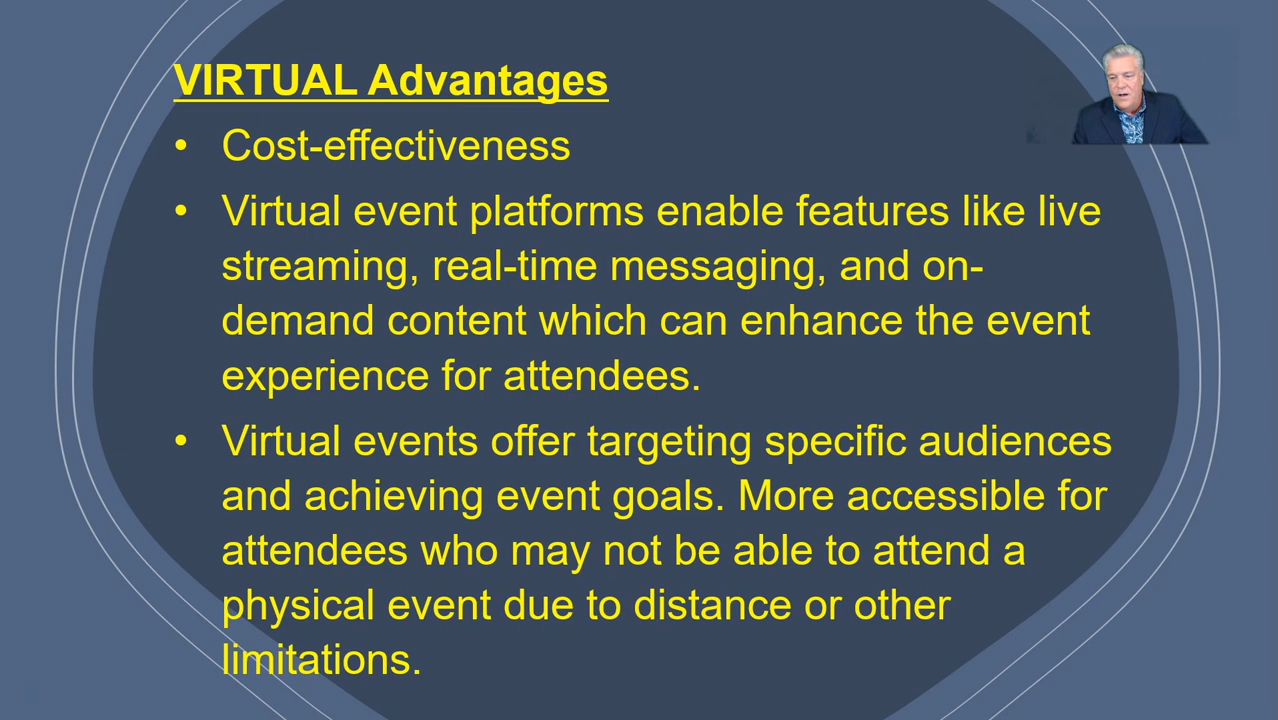 VIRTUAL Advantages
• Cost-effectiveness
• Virtual event platforms enable features like live
streaming, real-time messaging, and on-
demand content which can enhance the event
experience for attendees.
• Virtual events offer targeting specific audiences
and achieving event goals. More accessible for
attendees who may not be able to attend a
physical event due to distance or other
limitations.